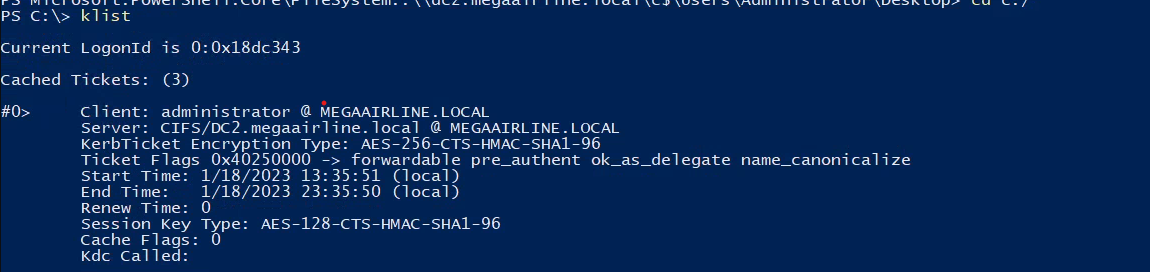 PS Microsoft.PowerShell.Core\FileSystem::\\dc2.megaairline.local\c$\Users\Administrator\Desktop> cd c:/
PS C:\> klist
Current LogonId is 0:0x18dc343
Cached Tickets: (3)
#0> Client: administrator @ MEGAAIRLINE.LOCAL
Server: CIFS/DC2.megaairline.local @ MEGAAIRLINE.LOCAL
KerbTicket Encryption Type: AES-256-CTS-HMAC-SHA1-96
Ticket Flags 0x40250000 -> forwardable pre_authent ok_as_delegate name_canonicalize
Start Time: 1/18/2023 13:35:51 (local)
End Time: 1/18/2023 23:35:50 (local)
Renew Time: 0
Session Key Type: AES-128-CTS-HMAC-SHA1-96
Cache Flags: 0
Kdc Called: